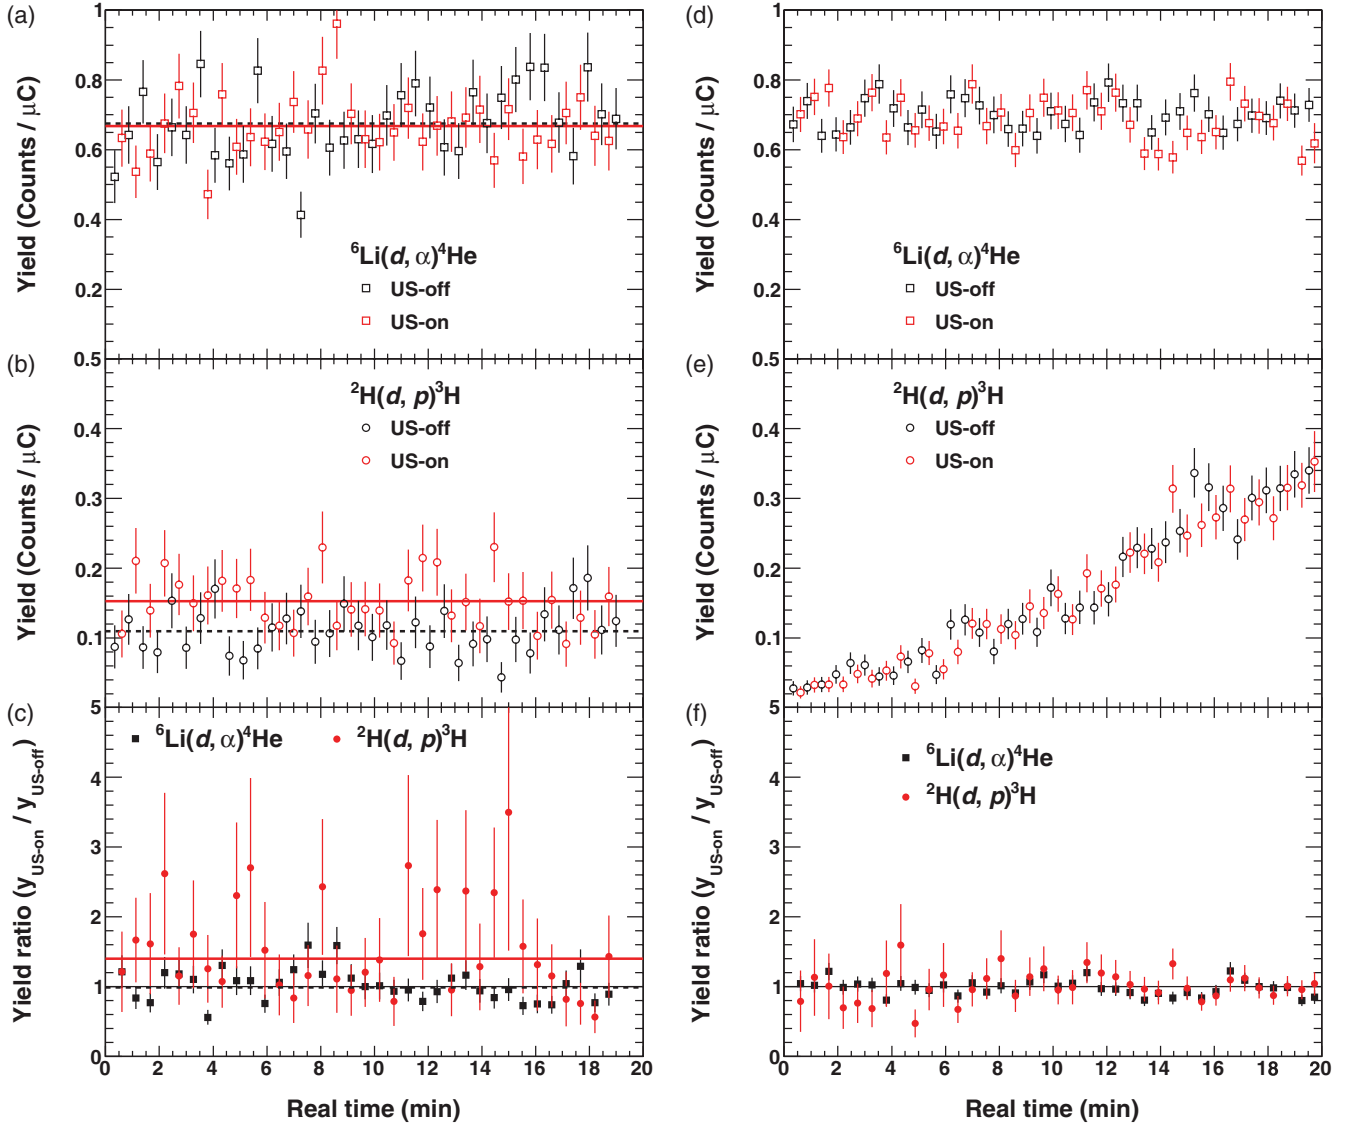 (a)
1
0.8
0.6
0.4
0.2
Yield (Counts / μC)
⁶Li(d, α)⁴He
US-off
US-on
(b)
0.5
0.4
0.3
0.2
0.1
Yield (Counts / μC)
²H(d, p)³H
US-off
US-on
(c)
5
4
3
2
1
0
Yield ratio (y_US-on / y_US-off)
⁶Li(d, α)⁴He ²H(d, p)³H
0 2 4 6 8 10 12 14 16 18 20
Real time (min)
(d)
1
0.8
0.6
0.4
0.2
Yield (Counts / μC)
⁶Li(d, α)⁴He
US-off
US-on
(e)
0.5
0.4
0.3
0.2
0.1
Yield (Counts / μC)
²H(d, p)³H
US-off
US-on
(f)
5
4
3
2
1
0
Yield ratio (y_US-on / y_US-off)
⁶Li(d, α)⁴He
²H(d, p)³H
0 2 4 6 8 10 12 14 16 18 20
Real time (min)